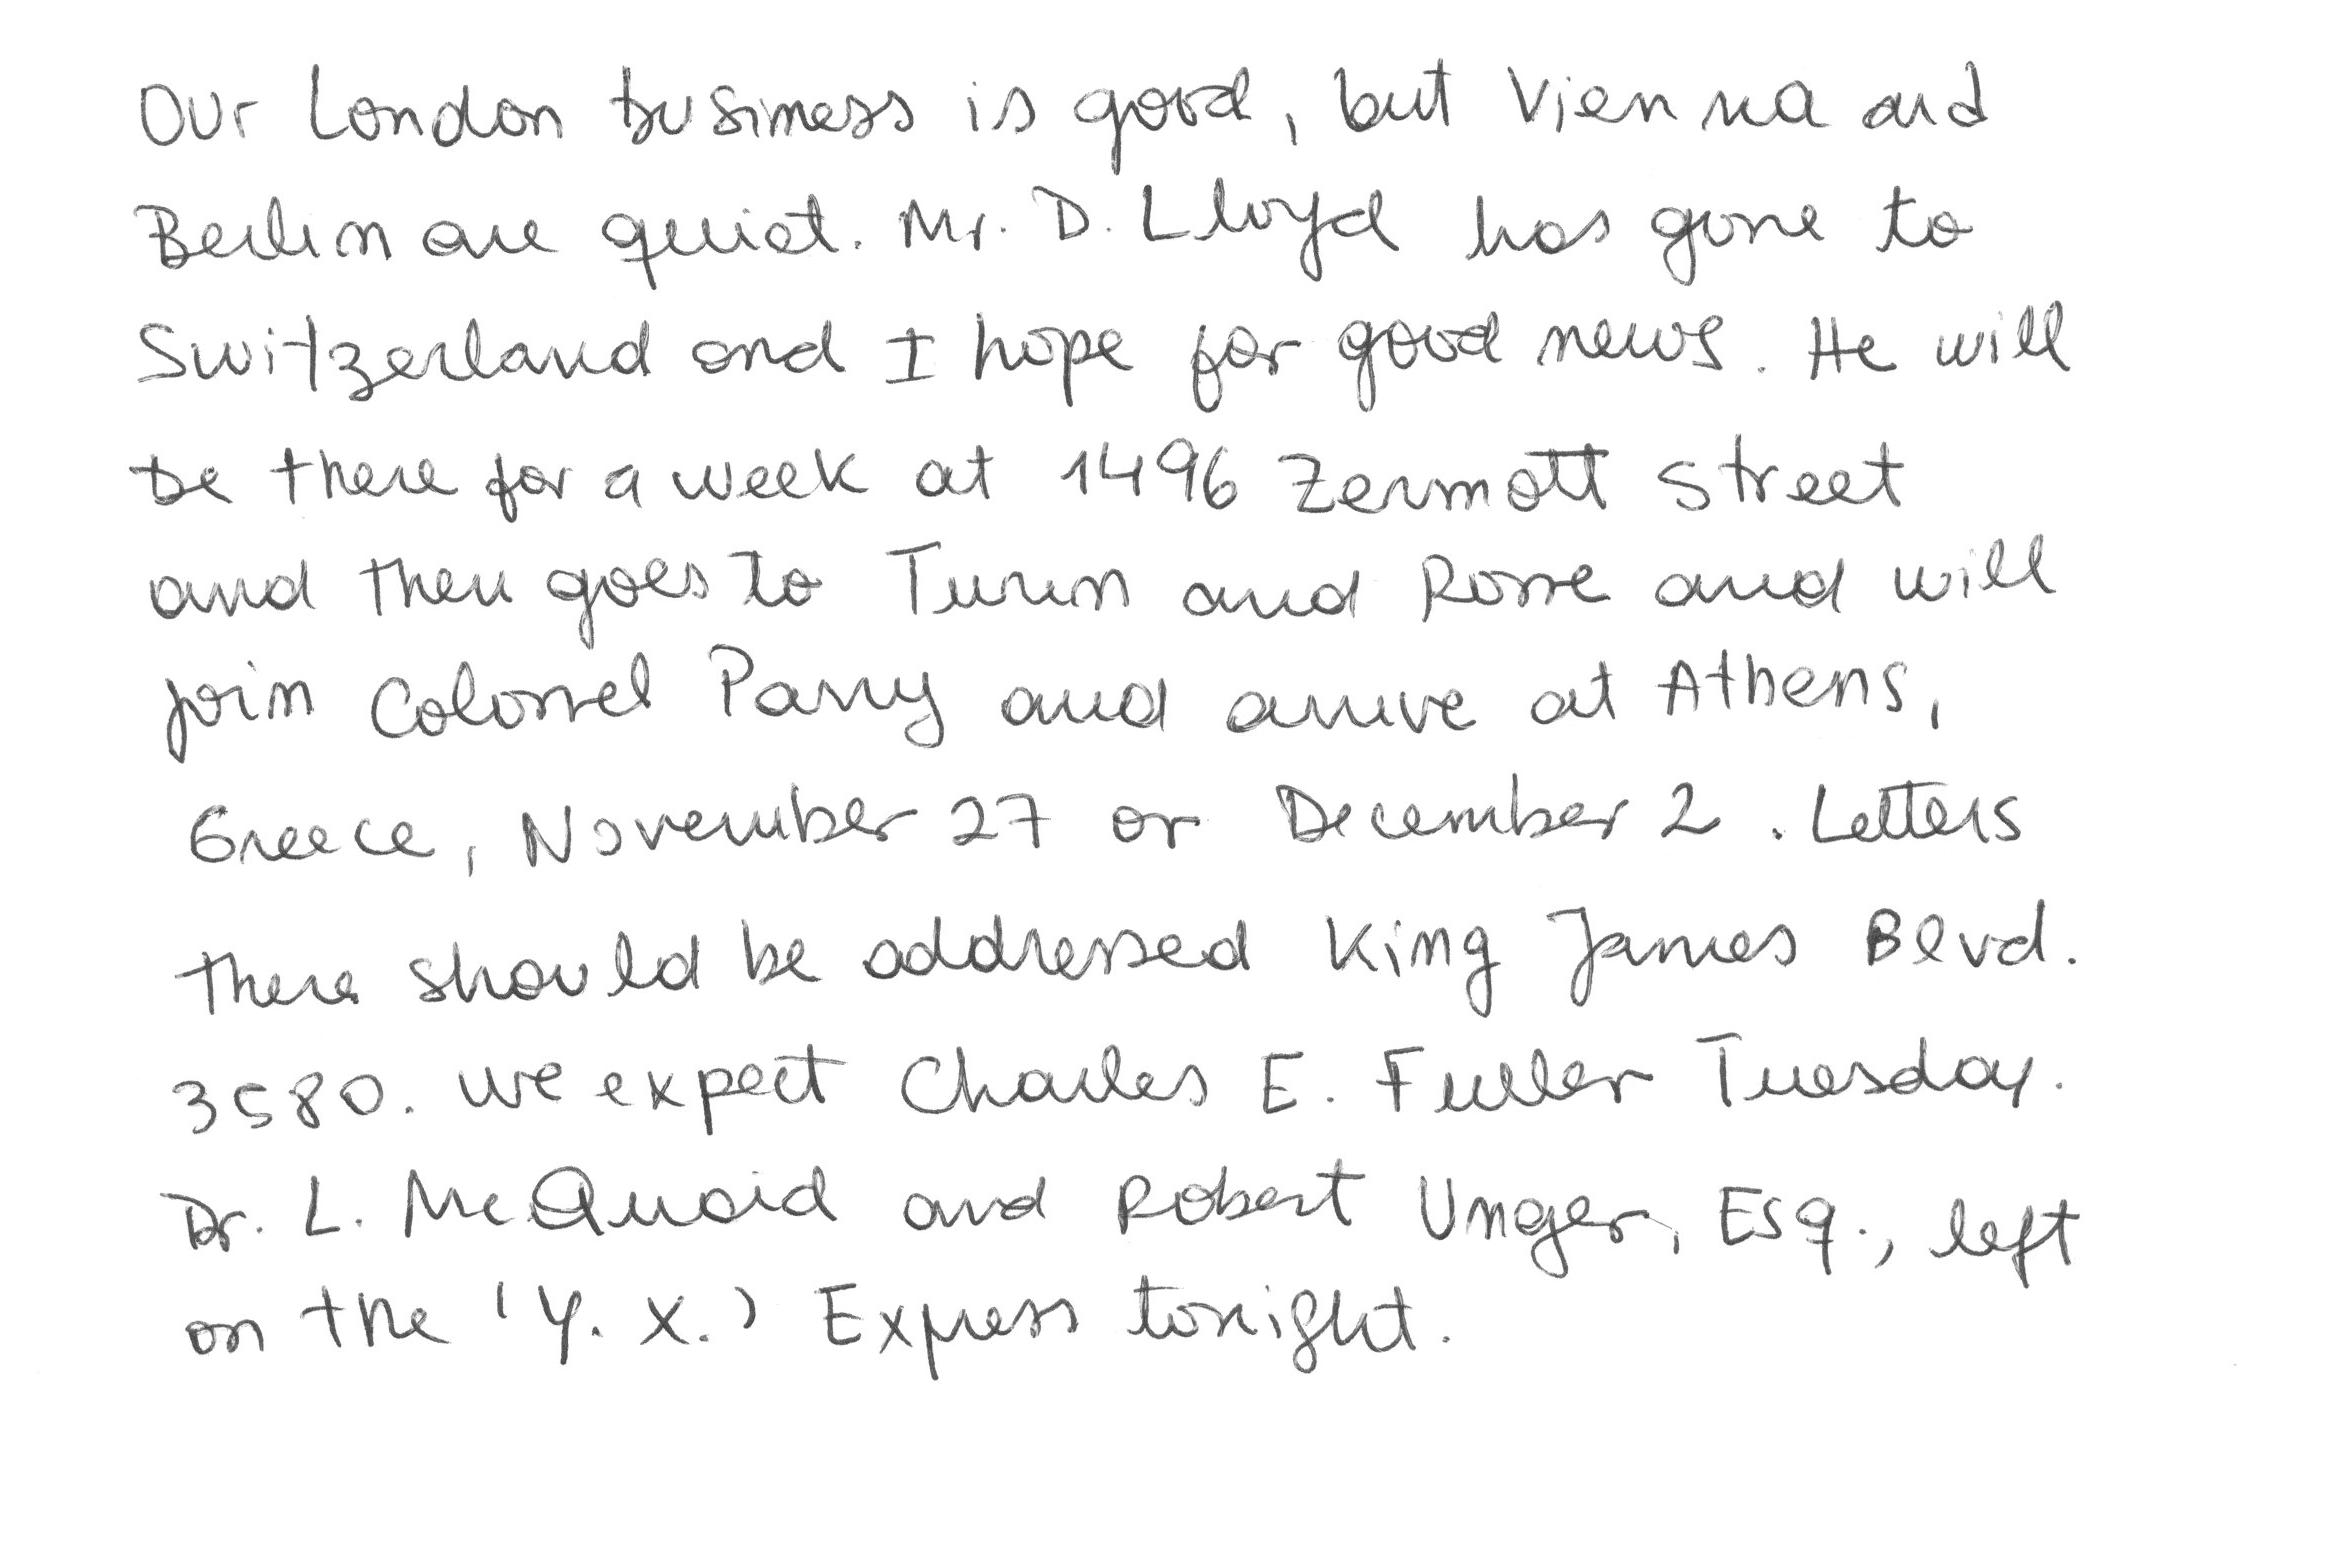 Our London business is good, but Vienna and
Berlin are quiet. Mr. D. Lloyd has gone to
Switzerland and I hope for good news. He will
be there for a week at 1496 Zermott Street
and then goes to Turin and Rome and will
join Colonel Parry and arrive at Athens,
Greece, November 27 or December 2. Letters
there should be addressed King James Blvd.
3580. We expect Charles E. Fuller Tuesday.
Dr. L. McQuaid and Robert Unger, Esq., left
on the 'Y. X.' Express tonight.